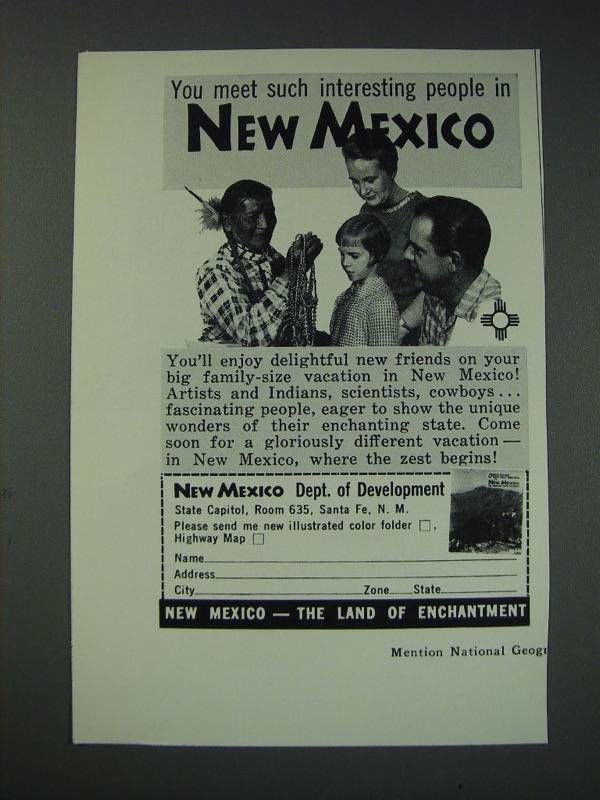 You meet such interesting people in
NEW MEXICO
You'll enjoy delightful new friends on your
big family-size vacation in New Mexico!
Artists and Indians, scientists, cowboys ...
fascinating people, eager to show the unique
wonders of their enchanting state. Come
soon for a gloriously different vacation —
in New Mexico, where the zest begins!
NEW MEXICO Dept. of Development
State Capitol, Room 635, Santa Fe, N. M.
Please send me new illustrated color folder ☐,
Highway Map ☐
Name
Address
City Zone State
NEW MEXICO — THE LAND OF ENCHANTMENT
Mention National Geogr